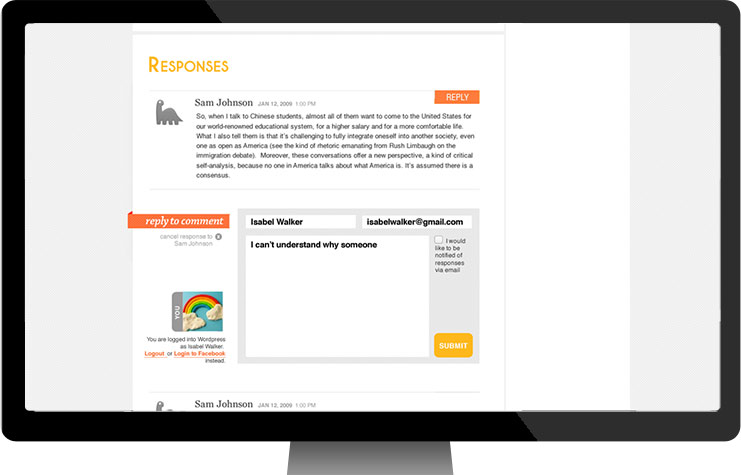 RESPONSES
Sam Johnson JAN 12, 2009 1:00 PM
REPLY
So, when I talk to Chinese students, almost all of them want to come to the United States for
our world-renowned educational system, for a higher salary and for a more comfortable life.
What I also tell them is that it's challenging to fully integrate oneself into another society, even
one as open as America (see the kind of rhetoric emanating from Rush Limbaugh on the
immigration debate). Moreover, these conversations offer a new perspective, a kind of critical
self-analysis, because no one in America talks about what America is. It's assumed there is a
consensus.
reply to comment
cancel response to x
Sam Johnson
Isabel Walker
isabelwalker@gmail.com
I can't understand why someone
I would
like to be
notified of
responses
via email
YOU
You are logged into Wordpress
as Isabel Walker.
Logout or Login to Facebook
instead.
SUBMIT
Sam Johnson JAN 12, 2009 1:00 PM